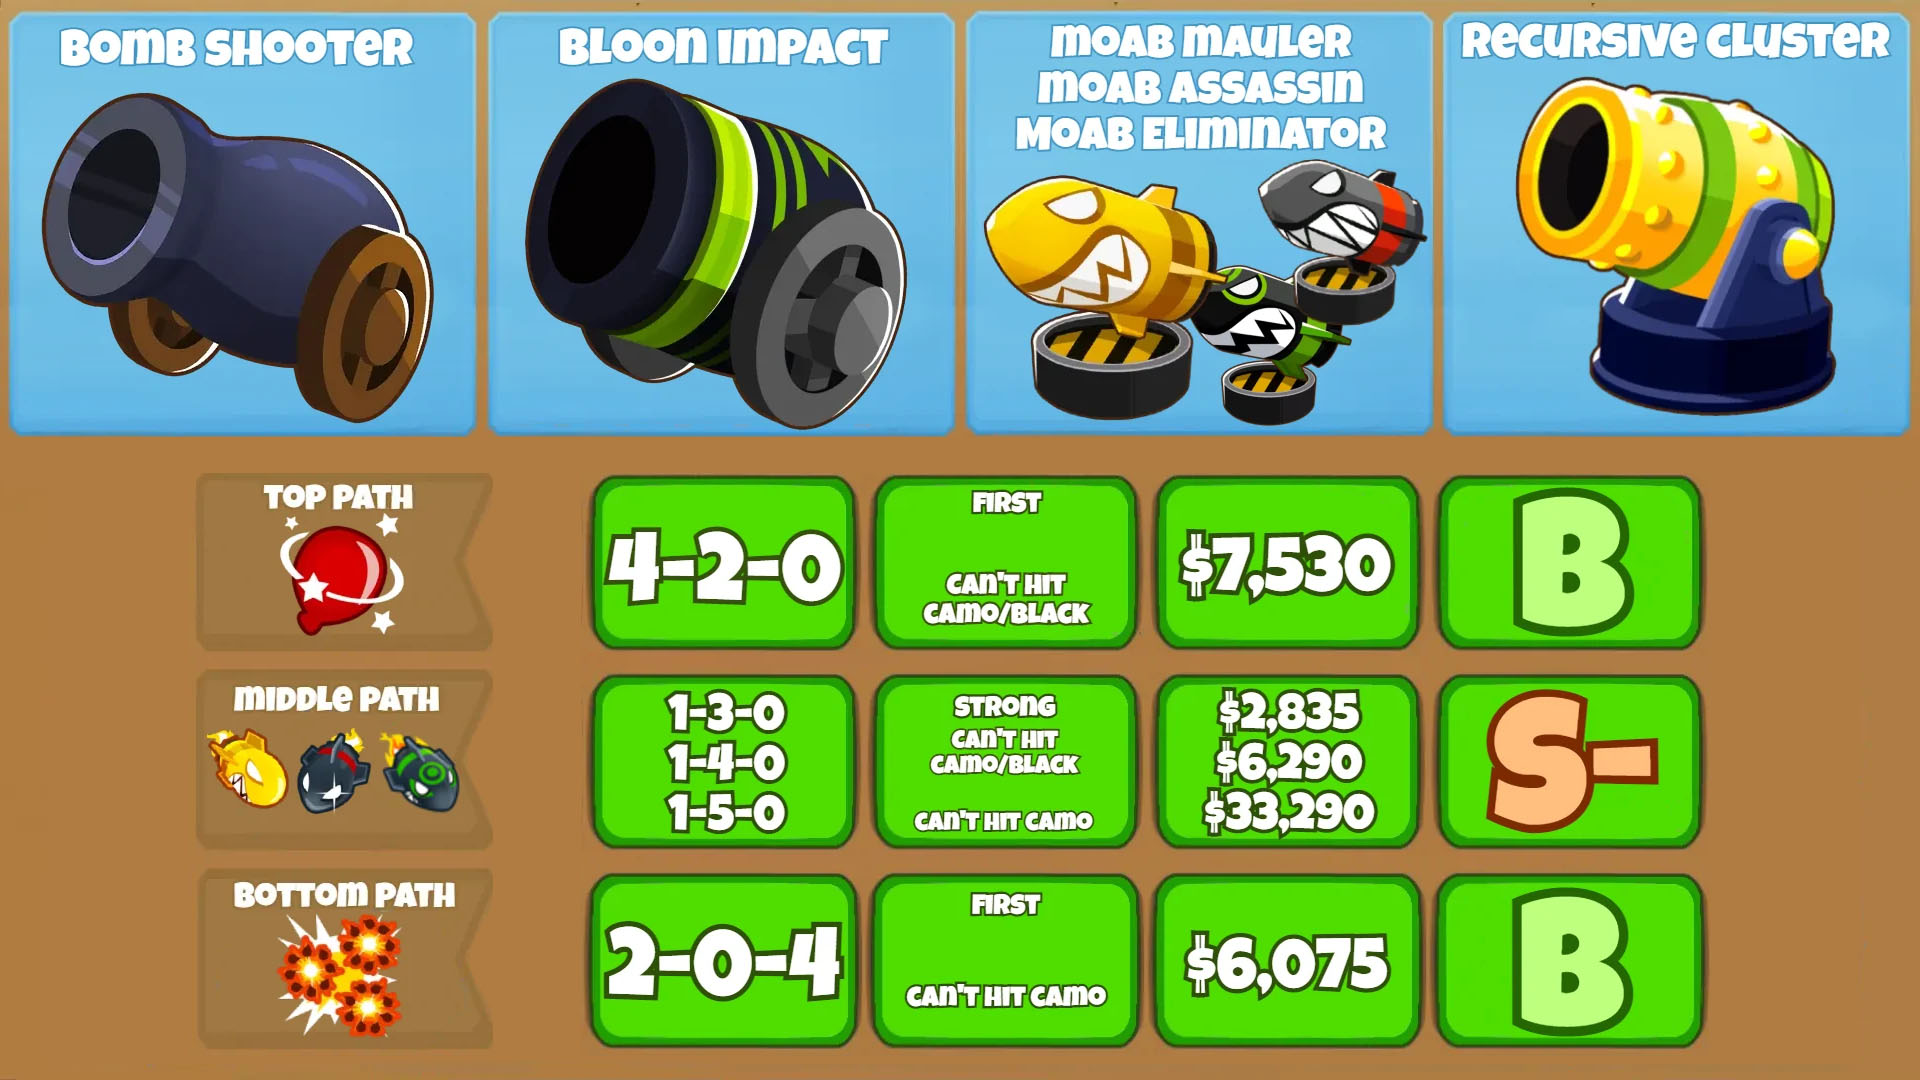 BOMB SHOOTER
BLOON IMPACT
MOAB MAULER
MOAB ASSASSIN
MOAB ELIMINATOR
RECURSIVE CLUSTER
TOP PATH
4-2-0
FIRST
CAN'T HIT
CAMO/BLACK
$7,530
B
MIDDLE PATH
1-3-0
1-4-0
1-5-0
STRONG
CAN'T HIT
CAMO/BLACK
CAN'T HIT CAMO
$2,835
$6,290
$33,290
S-
BOTTOM PATH
2-0-4
FIRST
CAN'T HIT CAMO
$6,075
B